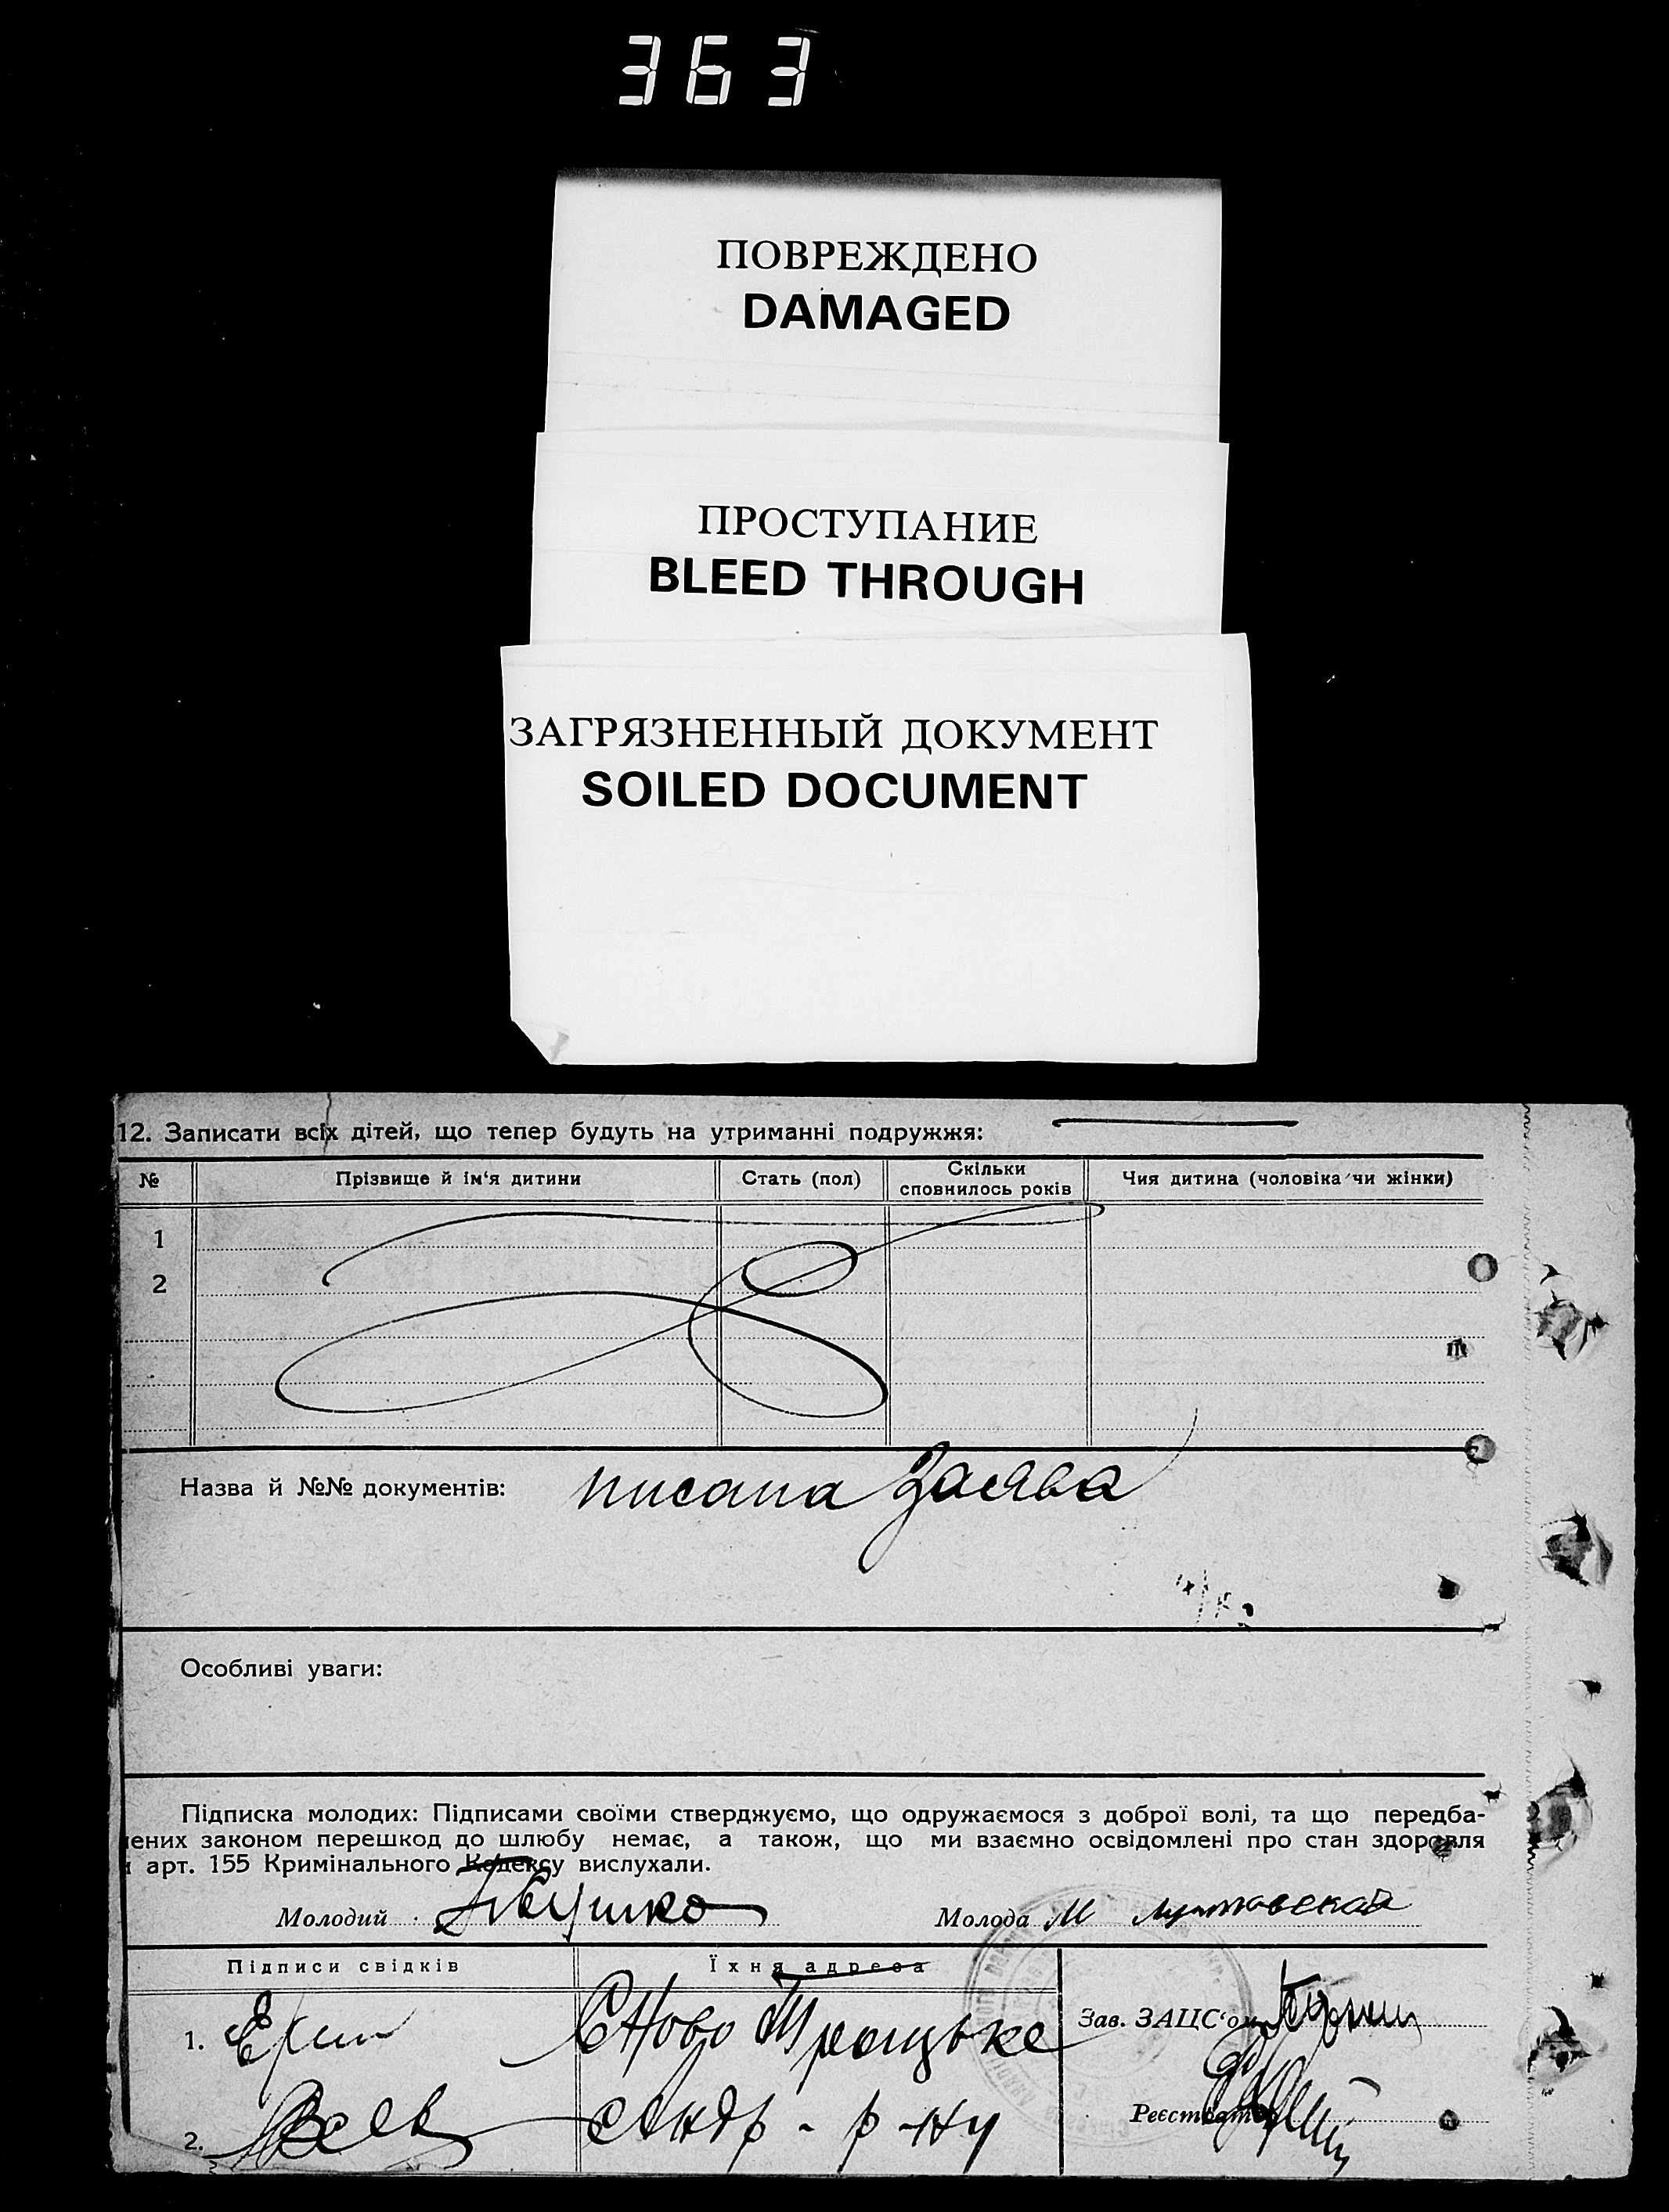 363
ПОВРЕЖДЕНО
DAMAGED
ПРОСТУПАНИЕ
BLEED THROUGH
ЗАГРЯЗНЕННЫЙ ДОКУМЕНТ
SOILED DOCUMENT
12. Записати всіх дітей, що тепер будуть на утриманні подружжя:
№ Прізвище й ім‘я дитини Стать (пол) Скільки сповнилось років Чия дитина (чоловіка чи жінки)
1
2
Назва й №№ документів: писана Заява
Особливі уваги:
Підписка молодих: Підписами своїми стверджуємо, що одружаємося з доброї волі, та що передба-
чених законом перешкод до шлюбу немає, а також, що ми взаємно освідомлені про стан здоровля
арт. 155 Кримінального Кодексу вислухали.
Молодий Молода М
Підписи свідків Їхня адреса
1. С Ново Троцьке Зав. ЗАЦС‘ом
2. р-ну Реєстратор